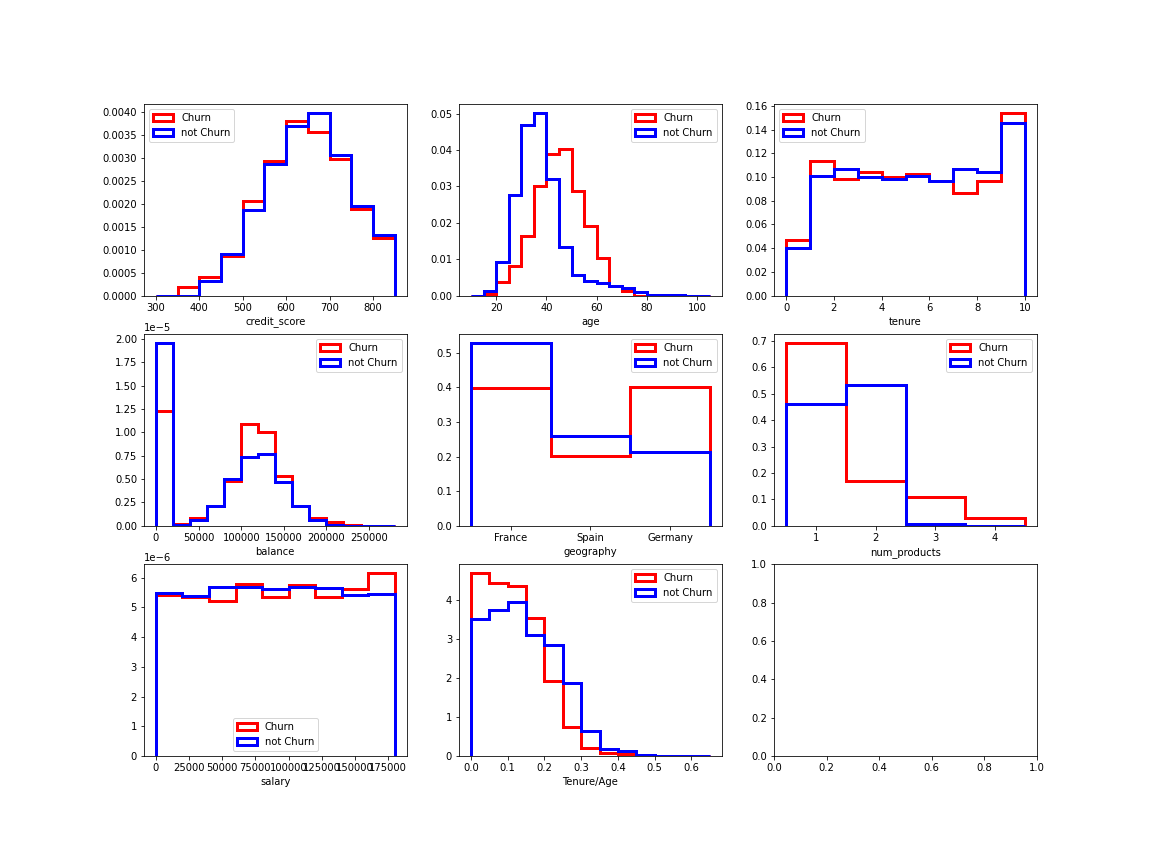 0.0040
0.0035
0.0030
0.0025
0.0020
0.0015
0.0010
0.0005
0.0000
Churn
not Churn
300 400 500 600 700 800
credit_score
0.05
0.04
0.03
0.02
0.01
0.00
Churn
not Churn
20 40 60 80 100
age
0.16
0.14
0.12
0.10
0.08
0.06
0.04
0.02
0.00
Churn
not Churn
0 2 4 6 8 10
tenure
1e−5
2.00
1.75
1.50
1.25
1.00
0.75
0.50
0.25
0.00
Churn
not Churn
0 50000 100000 150000 200000 250000
balance
0.5
0.4
0.3
0.2
0.1
0.0
Churn
not Churn
France Spain Germany
geography
0.7
0.6
0.5
0.4
0.3
0.2
0.1
0.0
Churn
not Churn
1 2 3 4
num_products
1e−6
6
5
4
3
2
1
0
Churn
not Churn
0 25000 50000 75000 100000 125000 150000 175000
salary
4
3
2
1
0
Churn
not Churn
0.0 0.1 0.2 0.3 0.4 0.5 0.6
Tenure/Age
1.0
0.8
0.6
0.4
0.2
0.0
0.0 0.2 0.4 0.6 0.8 1.0